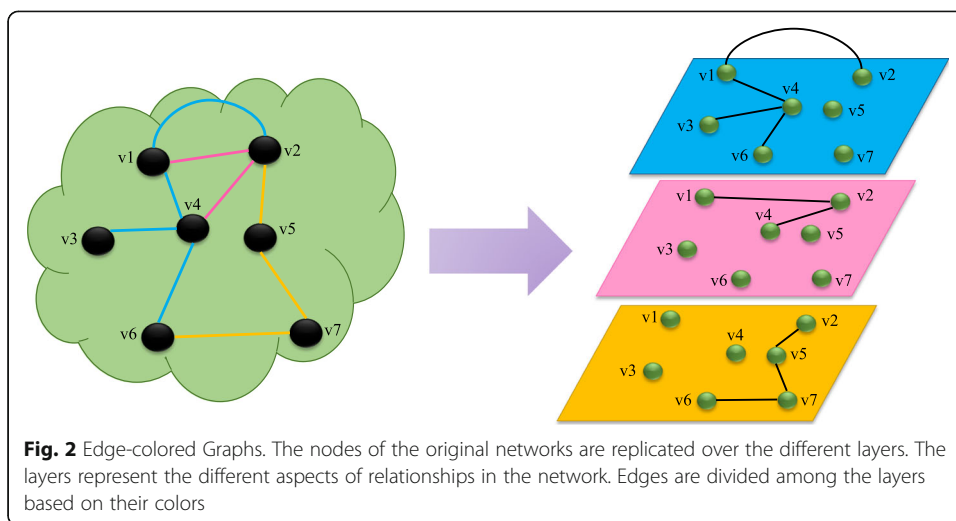 v1
v2
v4
v3
v5
v6
v7
v1
v2
v4
v5
v3
v6
v7
v1
v2
v4
v5
v3
v6
v7
v1
v2
v4
v5
v3
v6
v7
Fig. 2 Edge-colored Graphs. The nodes of the original networks are replicated over the different layers. The
layers represent the different aspects of relationships in the network. Edges are divided among the layers
based on their colors